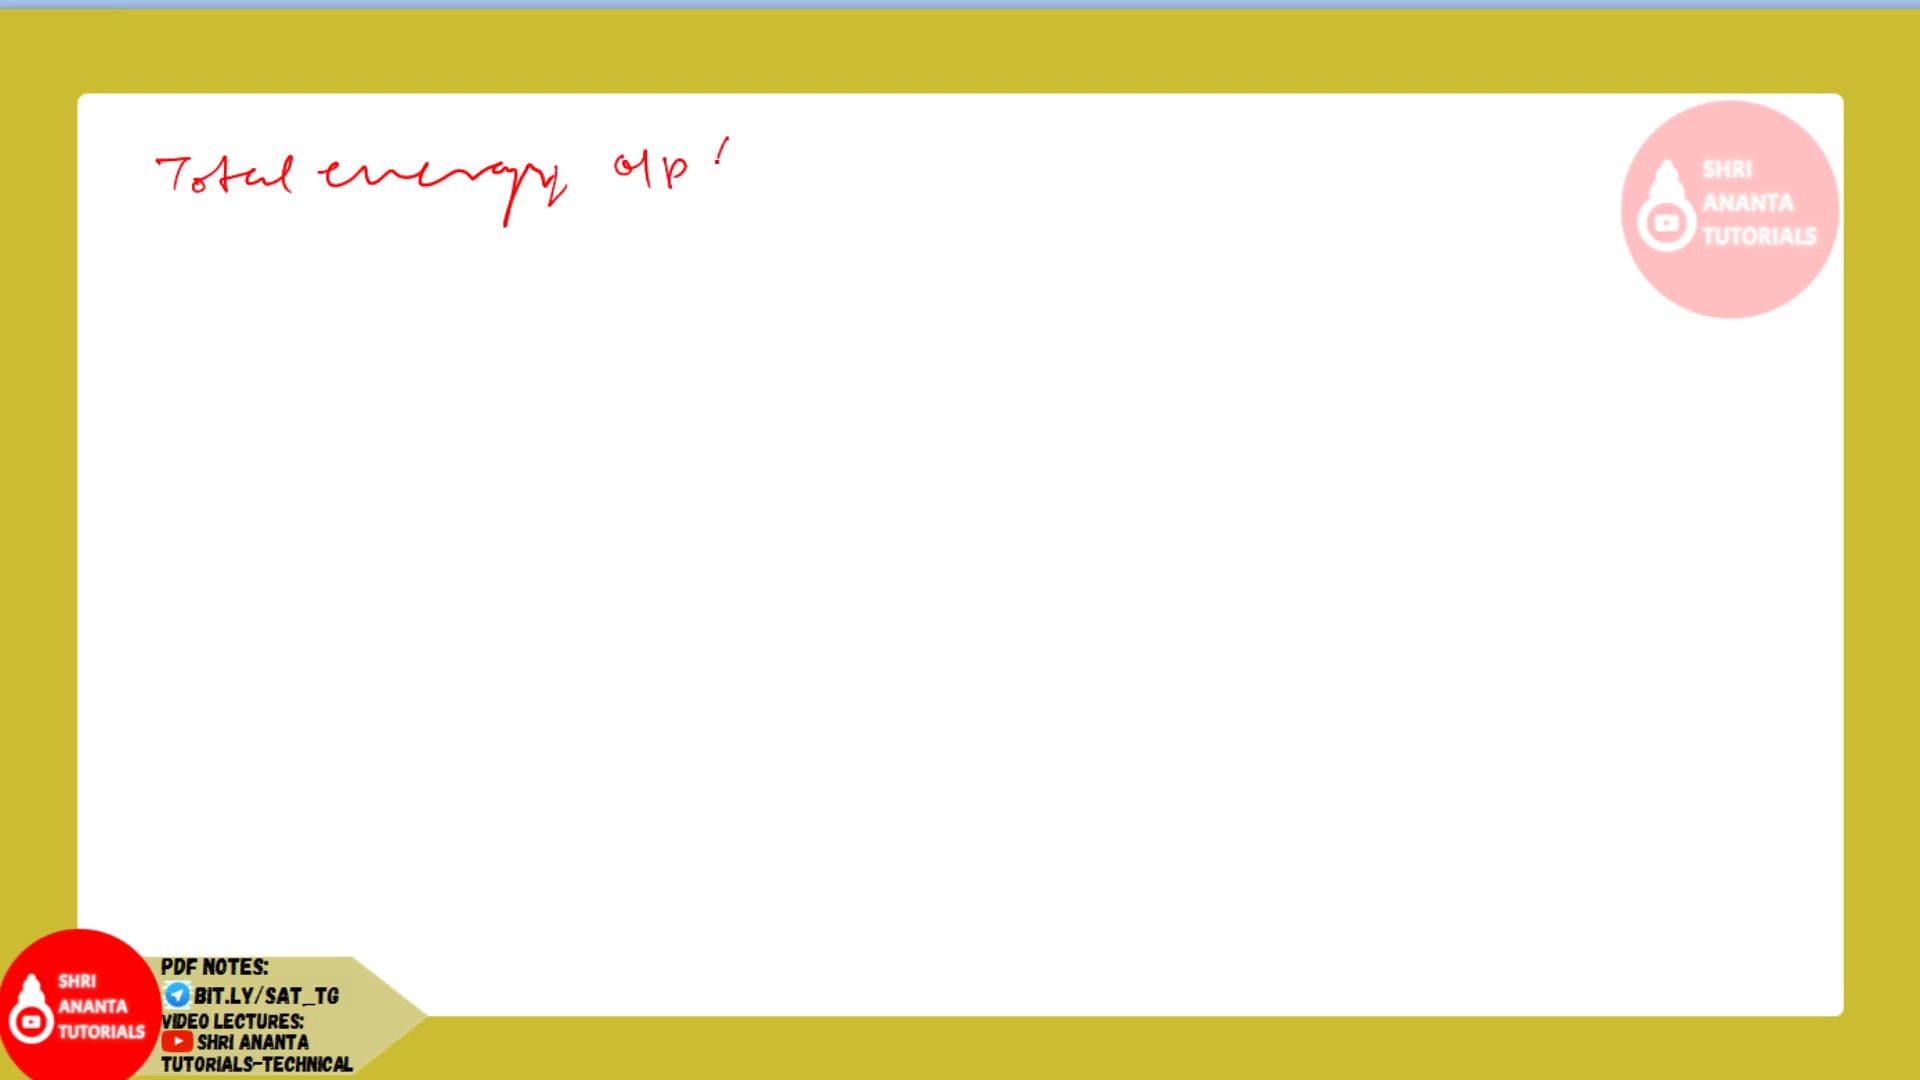 Total energy o/p
SHRI
ANANTA
TUTORIALS
SHRI
ANANTA
TUTORIALS
PDF NOTES:
BIT.LY/SAT_TG
VIDEO LECTURES:
SHRI ANANTA
TUTORIALS-TECHNICAL